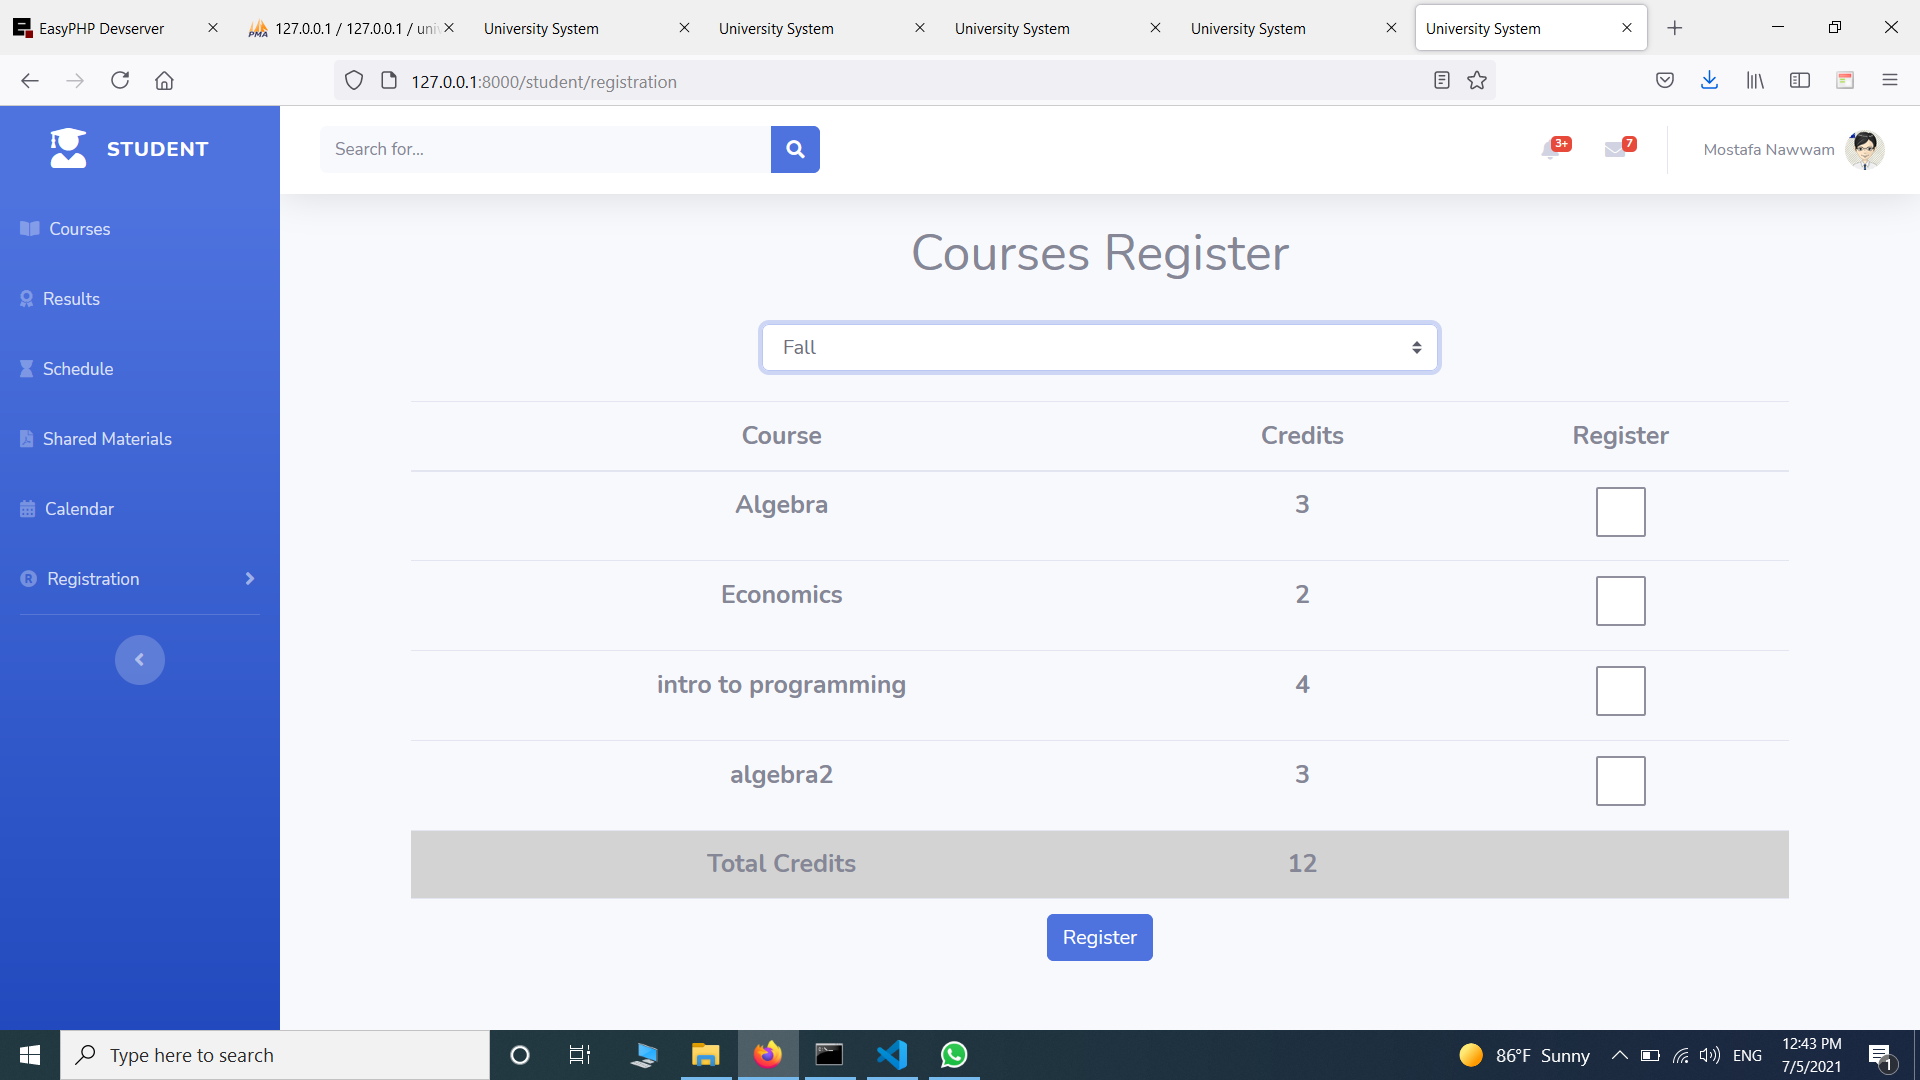 EasyPHP Devserver
127.0.0.1 / 127.0.0.1 / univ
University System
University System
University System
University System
University System
127.0.0.1:8000/student/registration
STUDENT
Search for...
3+
7
Mostafa Nawwam
Courses
Results
Schedule
Shared Materials
Calendar
Registration
Courses Register
Fall
Course Credits Register
Algebra 3
Economics 2
intro to programming 4
algebra2 3
Total Credits 12
Register
Type here to search
86°F Sunny
ENG
12:43 PM
7/5/2021
1